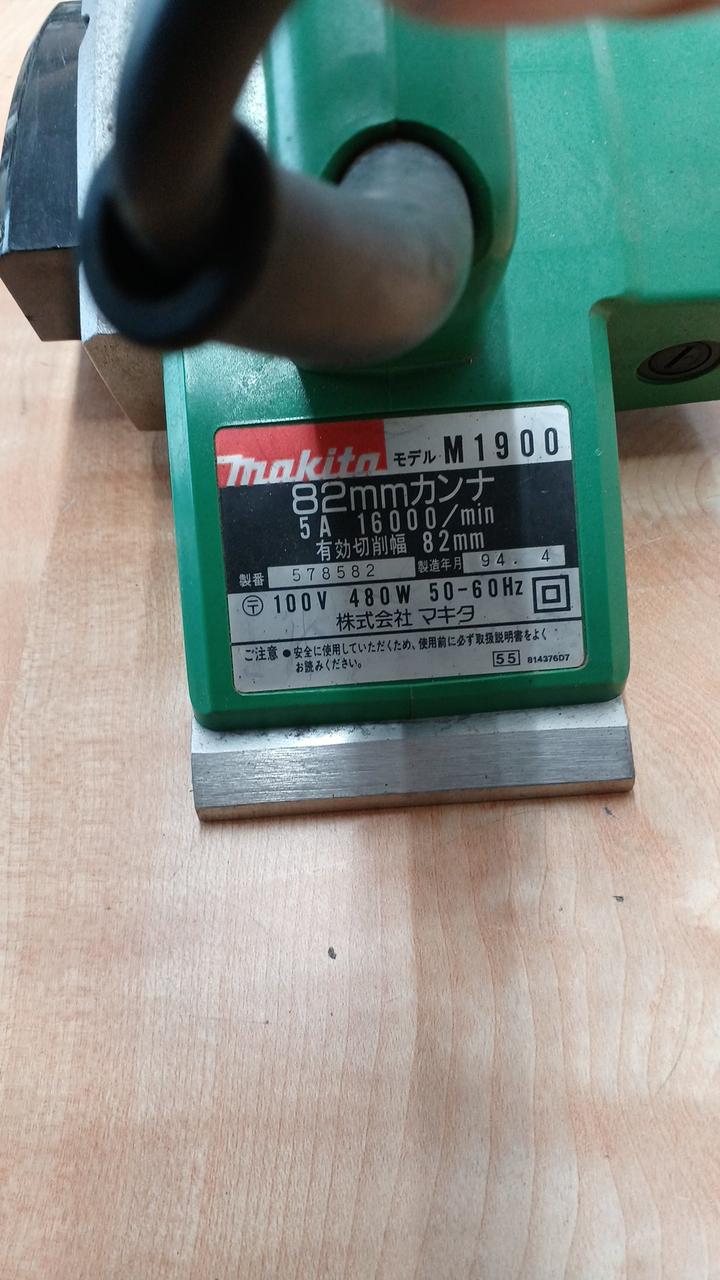 makita モデル M1900
82mmカンナ
5A 16000/min
有効切削幅 82mm
製番 578582 製造年月 94. 4
〒 100V 480W 50-60Hz
株式会社 マキタ
ご注意 ●安全に使用していただくため、使用前に必ず取扱説明書をよく
お読みください。
55 814376D7